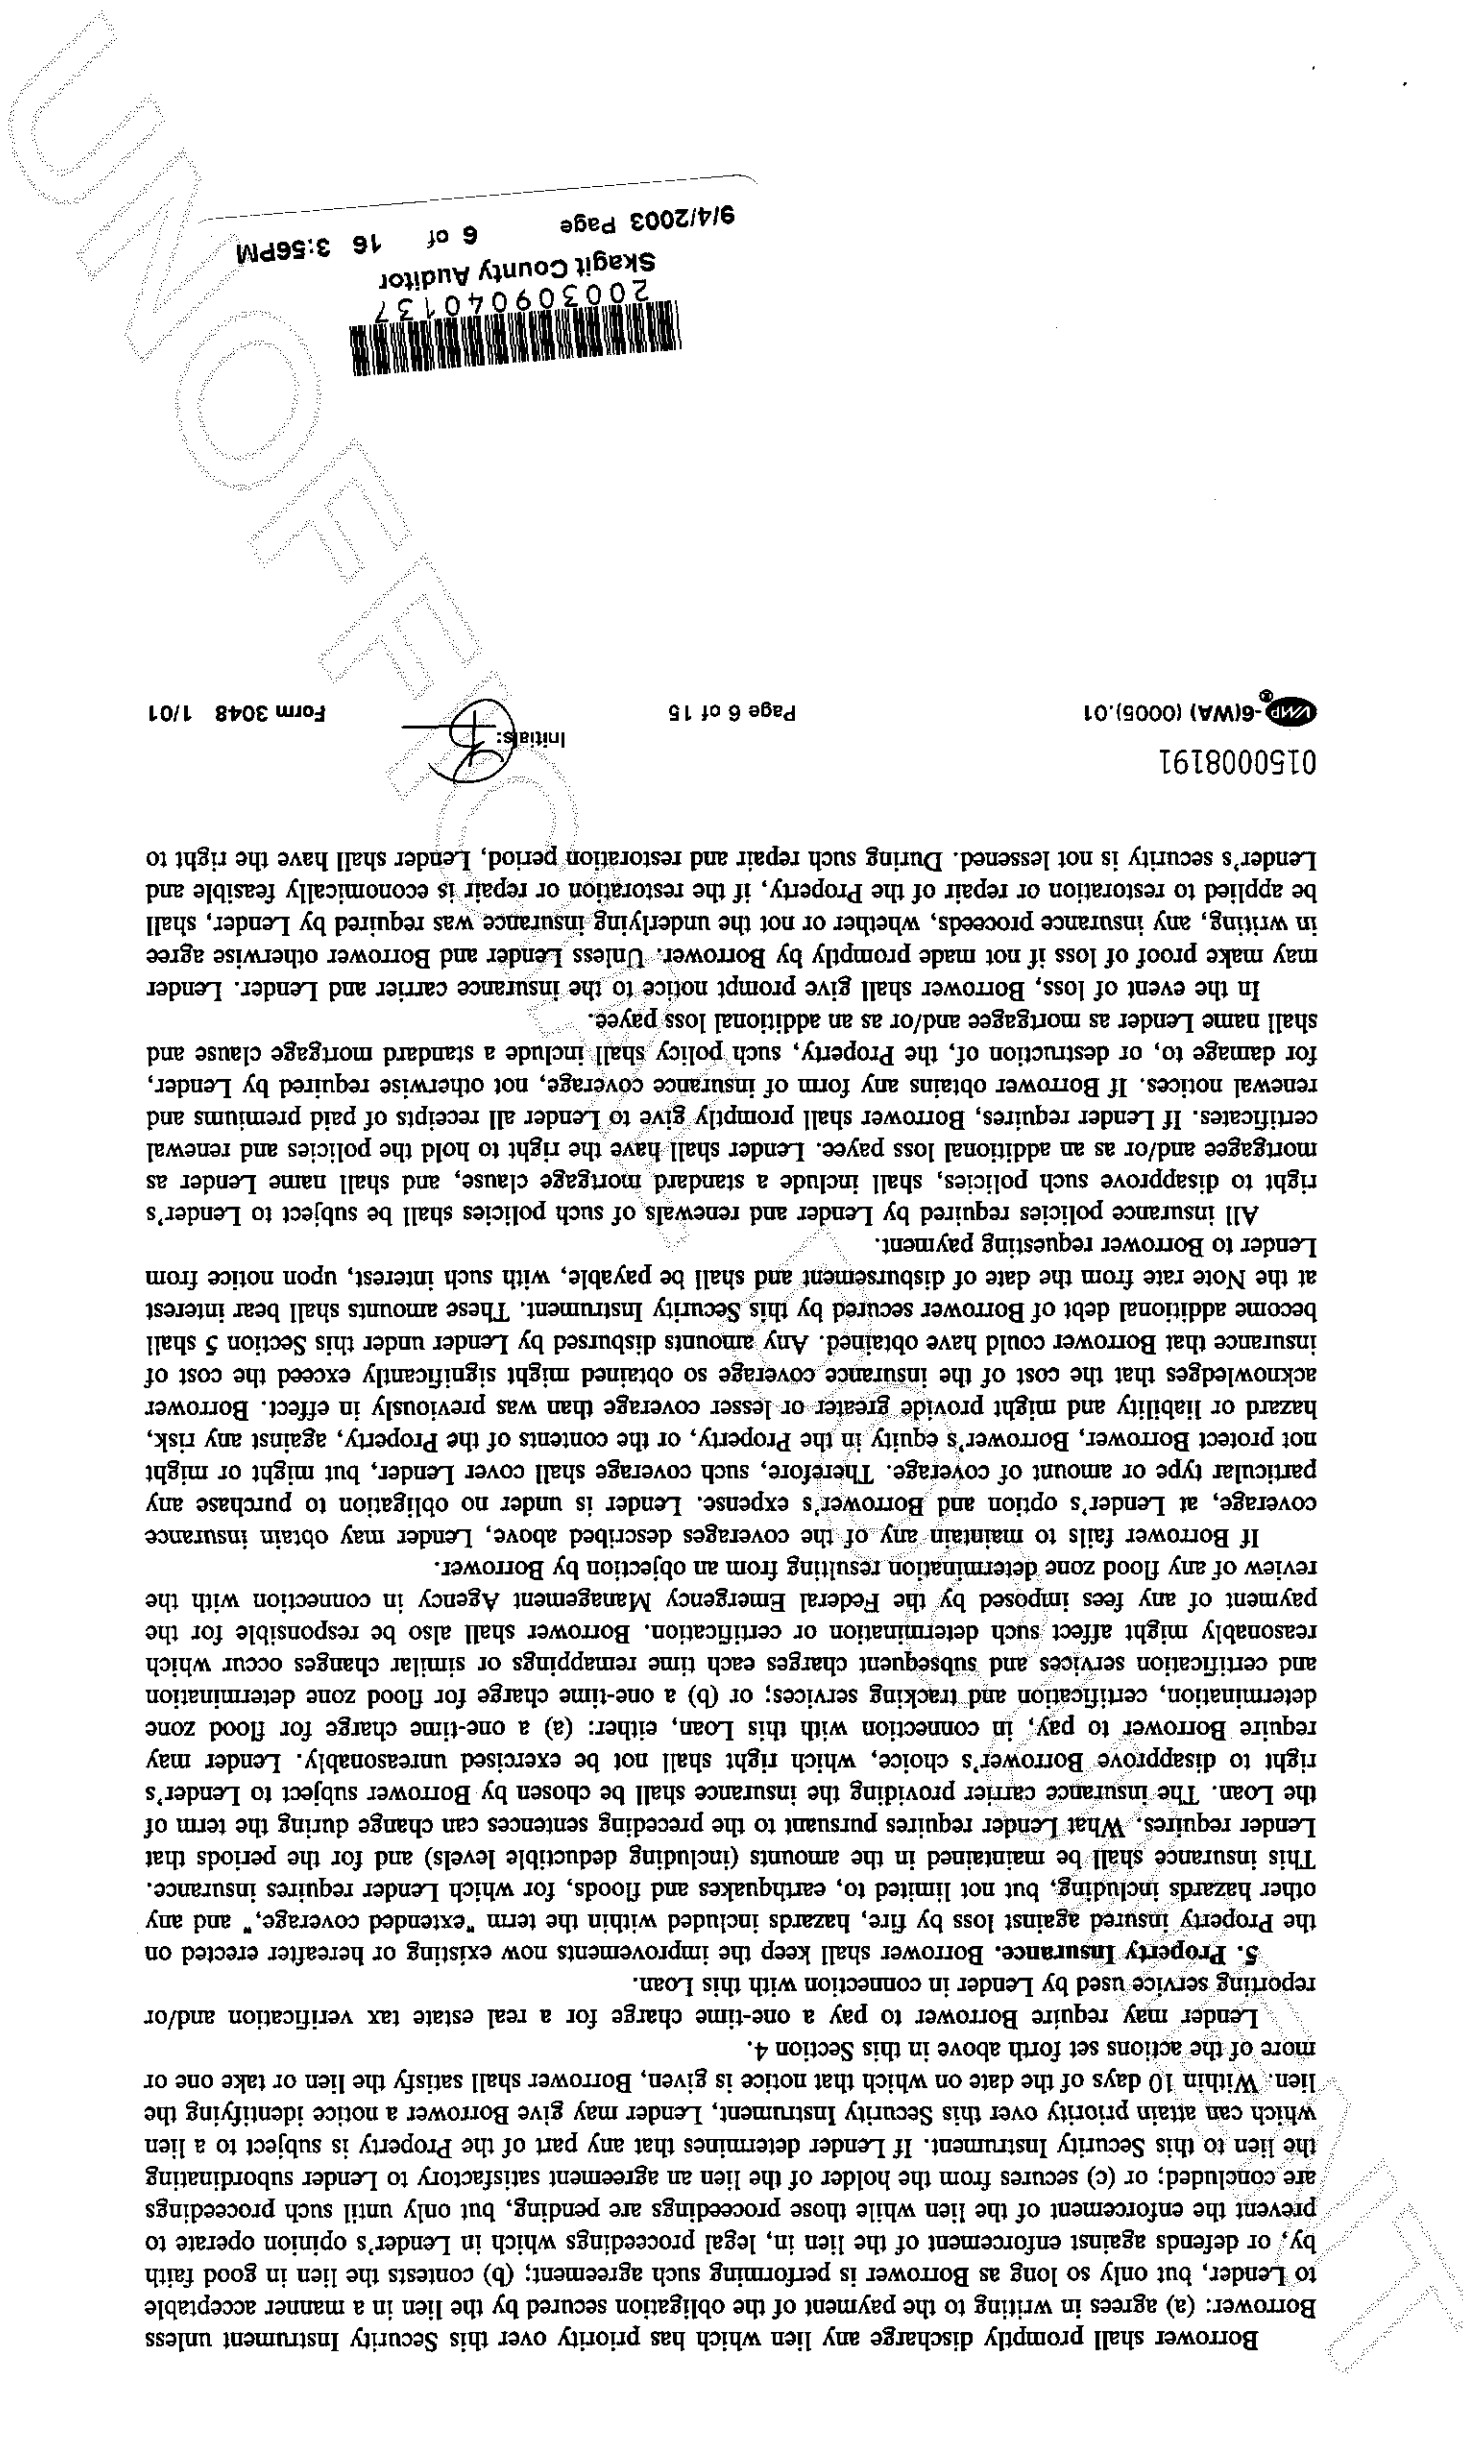 Borrower shall promptly discharge any lien which has priority over this Security Instrument unless
Borrower: (a) agrees in writing to the payment of the obligation secured by the lien in a manner acceptable
to Lender, but only so long as Borrower is performing such agreement; (b) contests the lien in good faith
by, or defends against enforcement of the lien in, legal proceedings which in Lender's opinion operate to
prevent the enforcement of the lien while those proceedings are pending, but only until such proceedings
are concluded; or (c) secures from the holder of the lien an agreement satisfactory to Lender subordinating
the lien to this Security Instrument. If Lender determines that any part of the Property is subject to a lien
which can attain priority over this Security Instrument, Lender may give Borrower a notice identifying the
lien. Within 10 days of the date on which that notice is given, Borrower shall satisfy the lien or take one or
more of the actions set forth above in this Section 4.
Lender may require Borrower to pay a one-time charge for a real estate tax verification and/or
reporting service used by Lender in connection with this Loan.
5. Property Insurance. Borrower shall keep the improvements now existing or hereafter erected on
the Property insured against loss by fire, hazards included within the term "extended coverage," and any
other hazards including, but not limited to, earthquakes and floods, for which Lender requires insurance.
This insurance shall be maintained in the amounts (including deductible levels) and for the periods that
Lender requires. What Lender requires pursuant to the preceding sentences can change during the term of
the Loan. The insurance carrier providing the insurance shall be chosen by Borrower subject to Lender's
right to disapprove Borrower's choice, which right shall not be exercised unreasonably. Lender may
require Borrower to pay, in connection with this Loan, either: (a) a one-time charge for flood zone
determination, certification and tracking services; or (b) a one-time charge for flood zone determination
and certification services and subsequent charges each time remappings or similar changes occur which
reasonably might affect such determination or certification. Borrower shall also be responsible for the
payment of any fees imposed by the Federal Emergency Management Agency in connection with the
review of any flood zone determination resulting from an objection by Borrower.
If Borrower fails to maintain any of the coverages described above, Lender may obtain insurance
coverage, at Lender's option and Borrower's expense. Lender is under no obligation to purchase any
particular type or amount of coverage. Therefore, such coverage shall cover Lender, but might or might
not protect Borrower, Borrower's equity in the Property, or the contents of the Property, against any risk,
hazard or liability and might provide greater or lesser coverage than was previously in effect. Borrower
acknowledges that the cost of the insurance coverage so obtained might significantly exceed the cost of
insurance that Borrower could have obtained. Any amounts disbursed by Lender under this Section 5 shall
become additional debt of Borrower secured by this Security Instrument. These amounts shall bear interest
at the Note rate from the date of disbursement and shall be payable, with such interest, upon notice from
Lender to Borrower requesting payment.
All insurance policies required by Lender and renewals of such policies shall be subject to Lender's
right to disapprove such policies, shall include a standard mortgage clause, and shall name Lender as
mortgagee and/or as an additional loss payee. Lender shall have the right to hold the policies and renewal
certificates. If Lender requires, Borrower shall promptly give to Lender all receipts of paid premiums and
renewal notices. If Borrower obtains any form of insurance coverage, not otherwise required by Lender,
for damage to, or destruction of, the Property, such policy shall include a standard mortgage clause and
shall name Lender as mortgagee and/or as an additional loss payee.
In the event of loss, Borrower shall give prompt notice to the insurance carrier and Lender. Lender
may make proof of loss if not made promptly by Borrower. Unless Lender and Borrower otherwise agree
in writing, any insurance proceeds, whether or not the underlying insurance was required by Lender, shall
be applied to restoration or repair of the Property, if the restoration or repair is economically feasible and
Lender's security is not lessened. During such repair and restoration period, Lender shall have the right to
0150008191
Initials:
VMP®-6(WA) (0005).01 Page 6 of 15 Form 3048 1/01
200309040137
Skagit County Auditor
9/4/2003 Page 6 of 16 3:56PM
UNOFFICIAL DOCUMENT